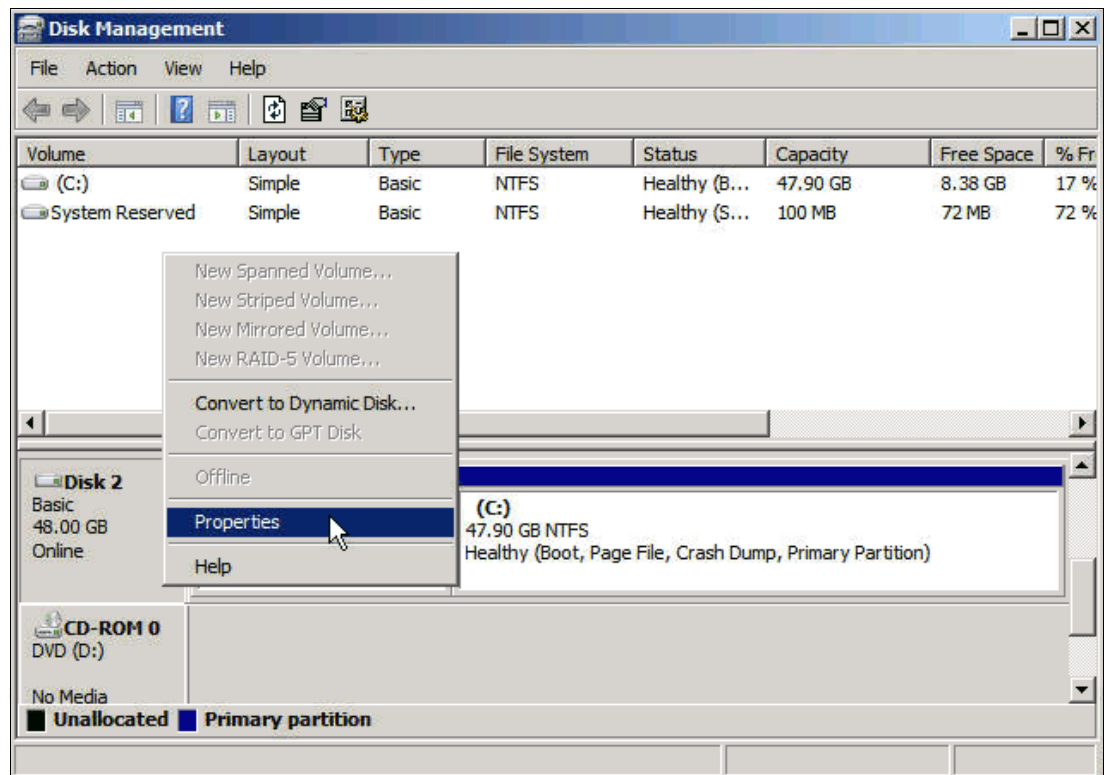 Disk Management
File Action View Help
Volume Layout Type File System Status Capacity Free Space % Fr
(C:) Simple Basic NTFS Healthy (B... 47.90 GB 8.38 GB 17 %
System Reserved Simple Basic NTFS Healthy (S... 100 MB 72 MB 72 %
New Spanned Volume...
New Striped Volume...
New Mirrored Volume...
New RAID-5 Volume...
Convert to Dynamic Disk...
Convert to GPT Disk
Offline
Properties
Help
Disk 2
Basic
48.00 GB
Online
(C:)
47.90 GB NTFS
Healthy (Boot, Page File, Crash Dump, Primary Partition)
CD-ROM 0
DVD (D:)
No Media
Unallocated Primary partition